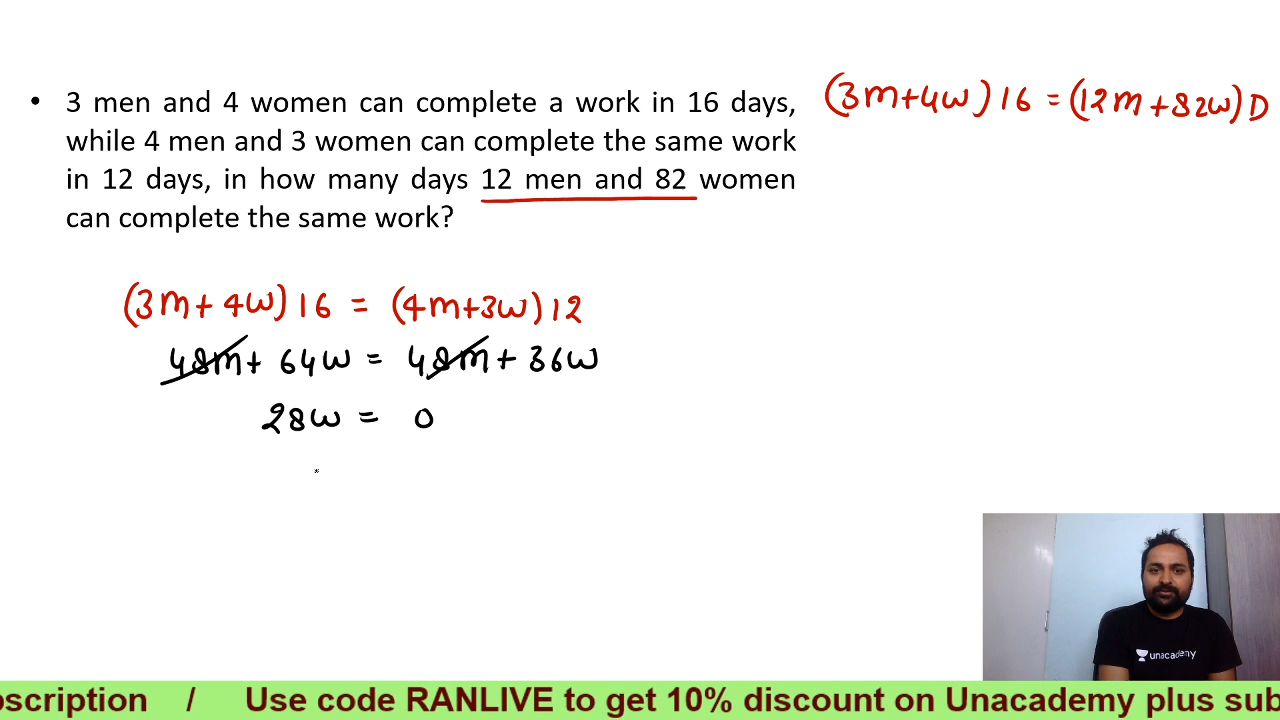 • 3 men and 4 women can complete a work in 16 days,
while 4 men and 3 women can complete the same work
in 12 days, in how many days 12 men and 82 women
can complete the same work?
(3m+4w)16 = (12m+82w)D
(3m+4w)16 = (4m+3w)12
48m+ 64w = 48m+ 36w
28w = 0
unacademy
bscription / Use code RANLIVE to get 10% discount on Unacademy plus sub